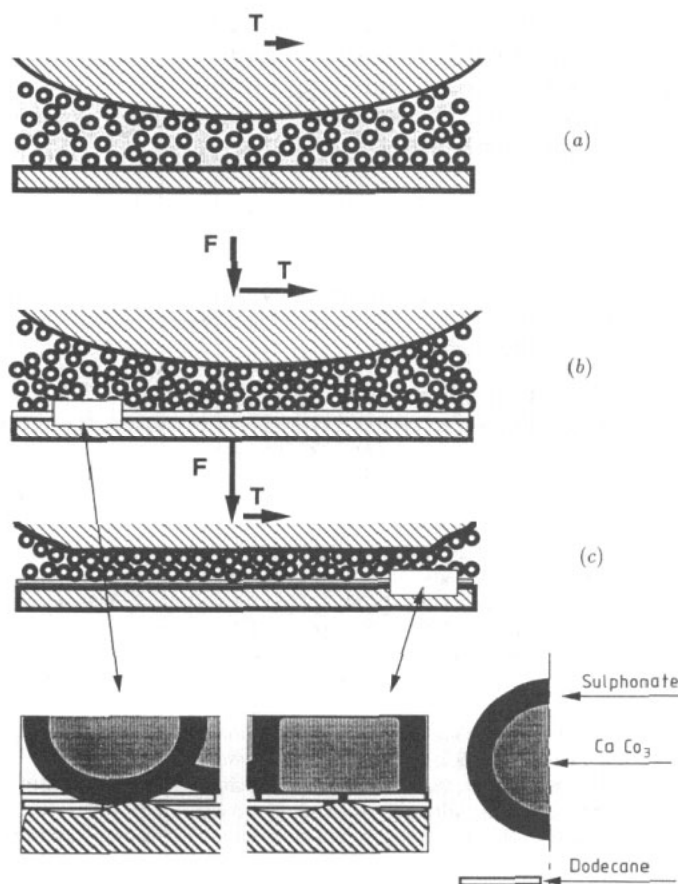 T
(a)
F
T
(b)
F
T
(c)
Sulphonate
Ca Co₃
Dodecane